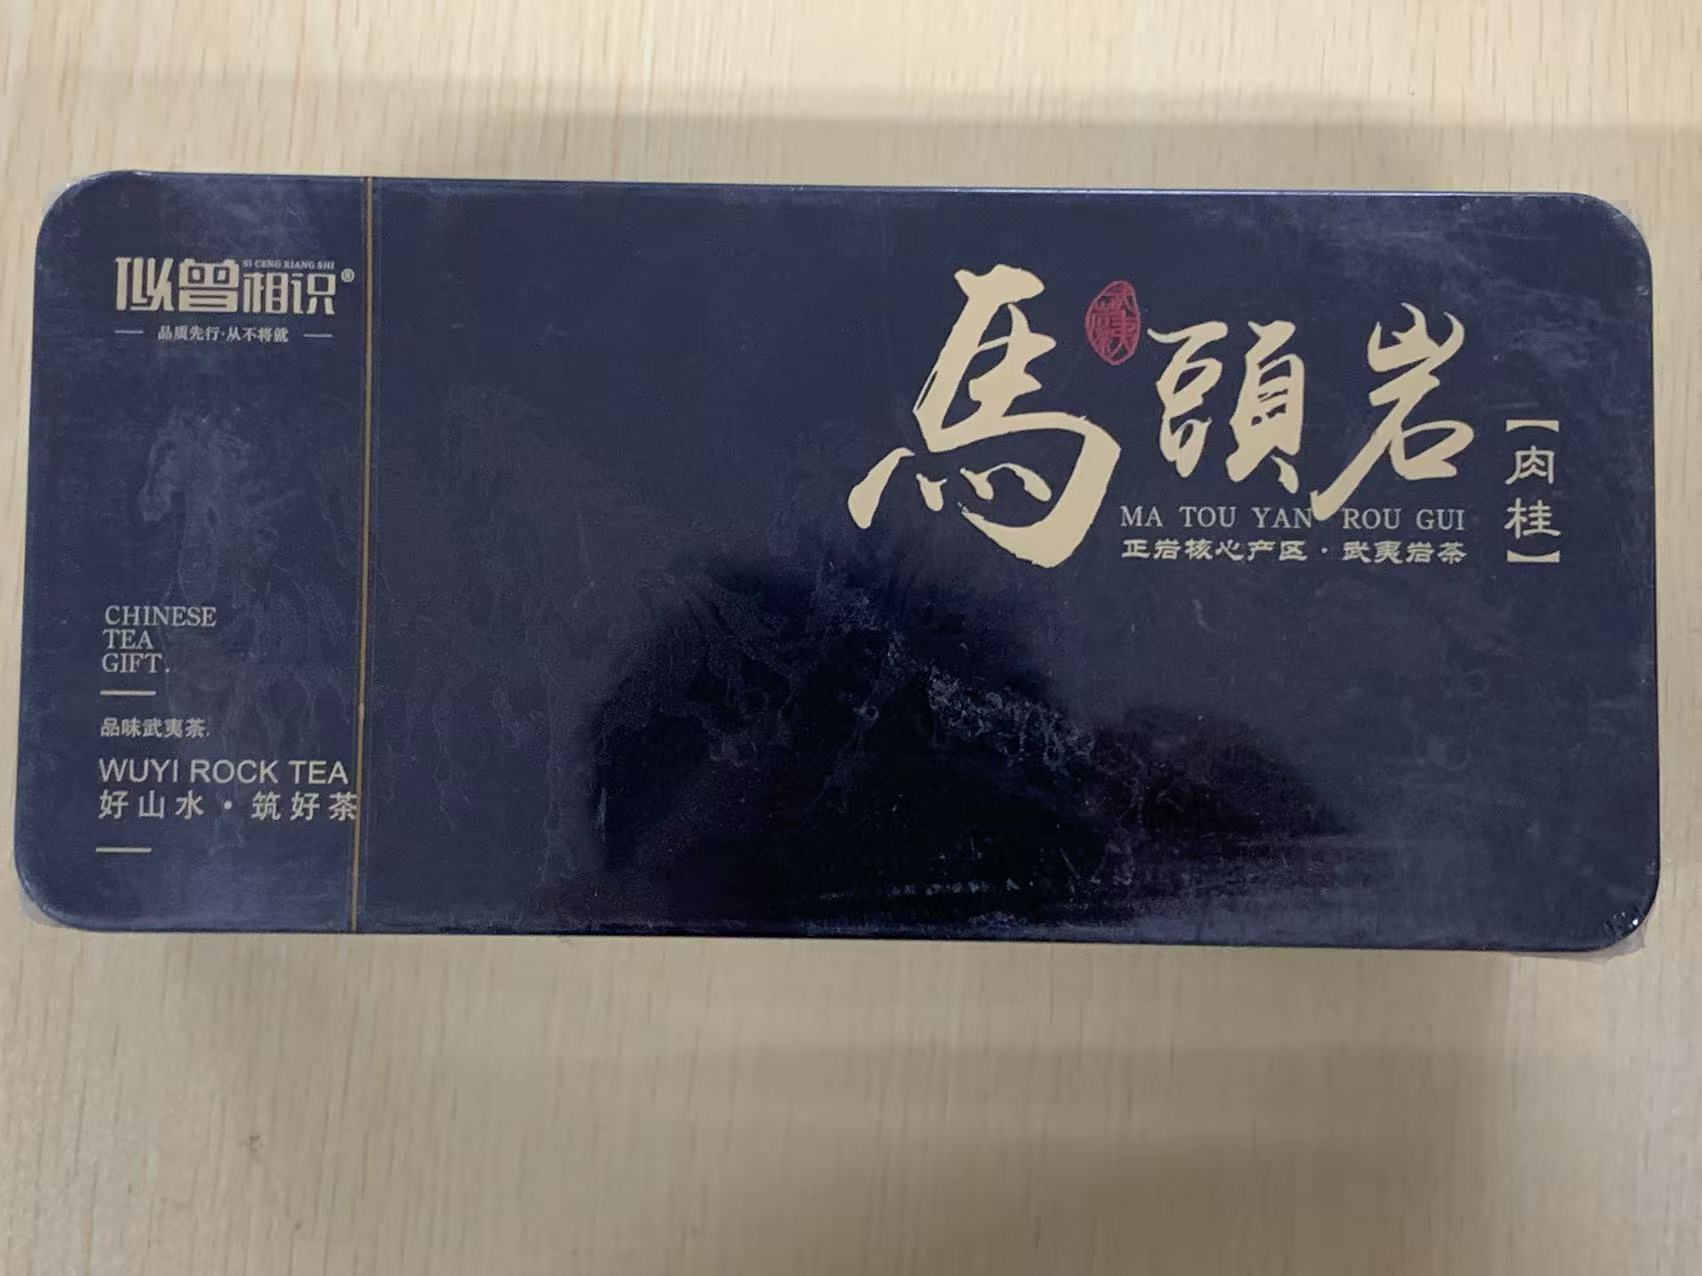 SI CENG XIANG SHI
似曾相识®
品质先行·从不将就
CHINESE
TEA
GIFT.
品味武夷茶.
WUYI ROCK TEA
好山水·筑好茶
馬頭岩
【肉桂】
MA TOU YAN ROU GUI
正岩核心产区·武夷岩茶